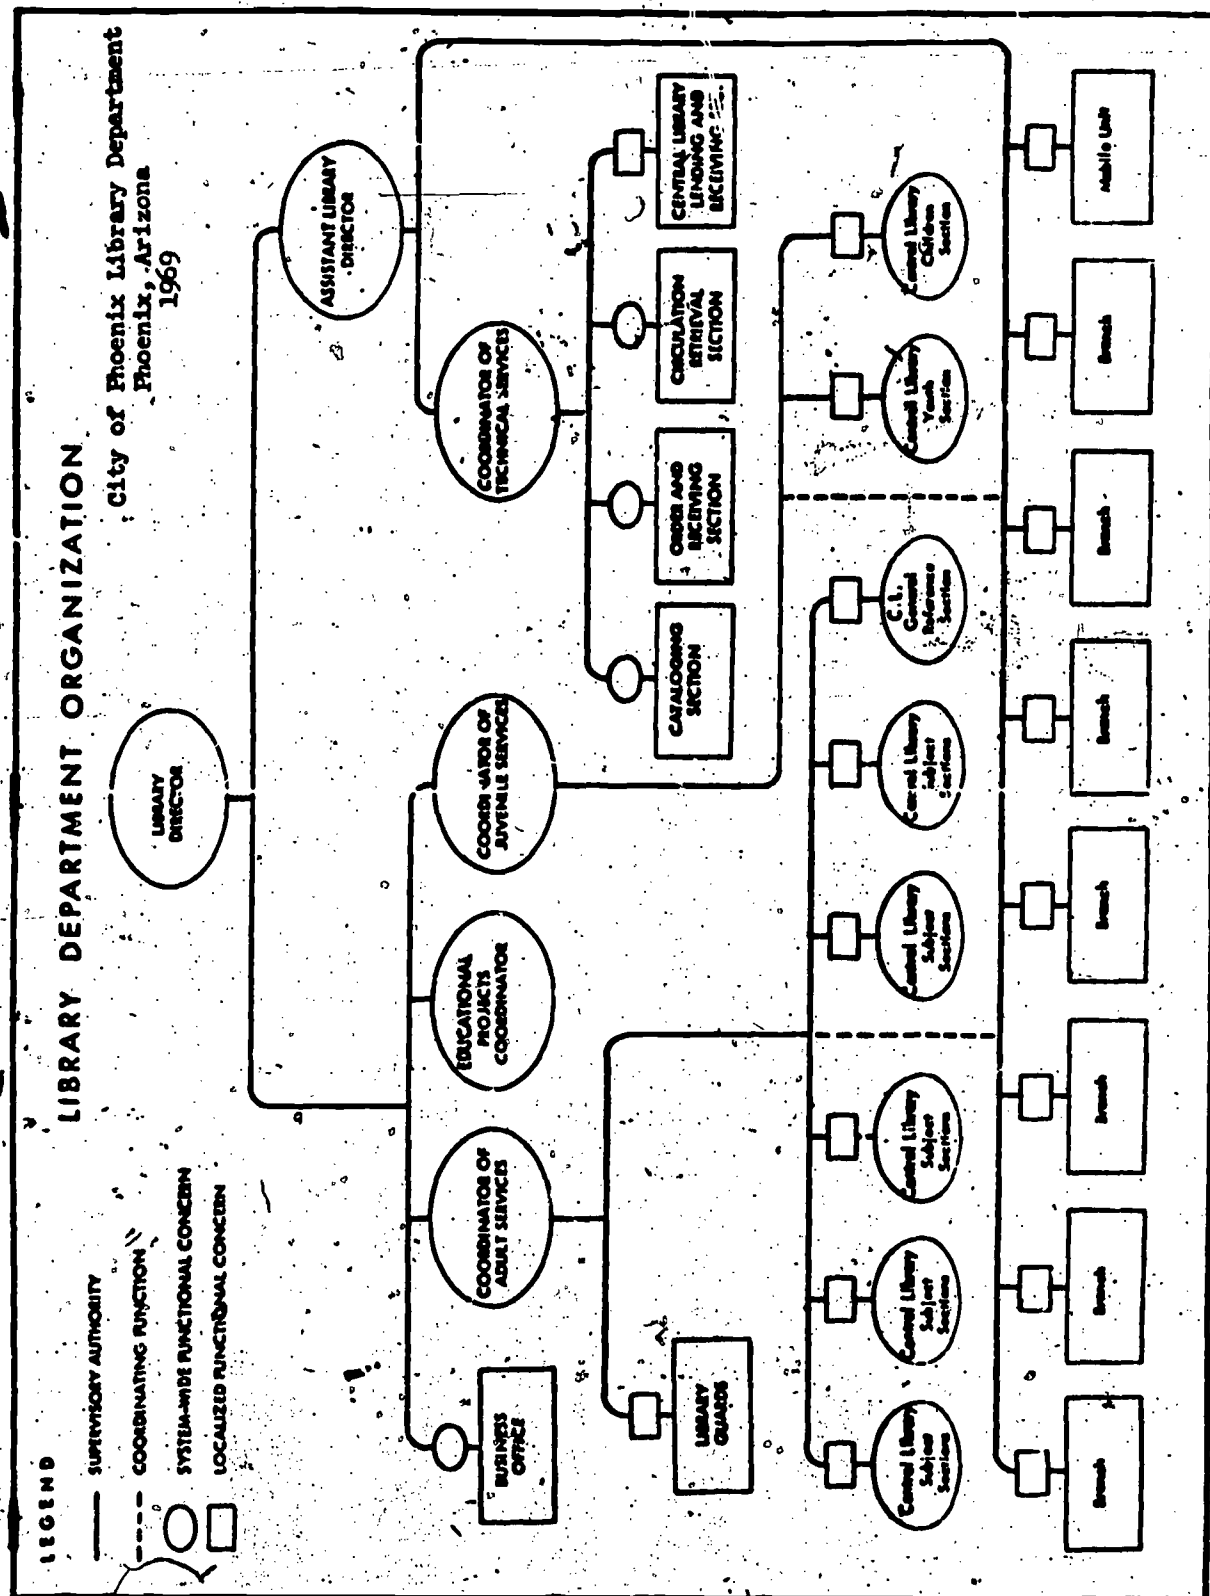 LIBRARY DEPARTMENT ORGANIZATION
City of Phoenix Library Department
Phoenix, Arizona
1969
LEGEND
SUPERVISORY AUTHORITY
COORDINATING FUNCTION
SYSTEM-WIDE FUNCTIONAL CONCERN
LOCALIZED FUNCTIONAL CONCERN
LIBRARY
DIRECTOR
ASSISTANT LIBRARY
DIRECTOR
BUSINESS
OFFICE
COORDINATOR OF
ADULT SERVICES
EDUCATIONAL
PROJECTS
COORDINATOR
COORDINATOR OF
JUVENILE SERVICES
COORDINATOR OF
TECHNICAL SERVICES
LIBRARY
GUARDS
CATALOGING
SECTION
ORDER AND
RECEIVING
SECTION
CIRCULATION
RETRIEVAL
SECTION
CENTRAL LIBRARY
LENDING AND
RECEIVING
Central Library
Subject
Sections
Central Library
Subject
Sections
Central Library
Subject
Sections
Central Library
Subject
Sections
Central Library
Subject
Sections
C.L.
General
Reference
Section
Central Library
Youth
Section
Central Library
Children
Section
Branch
Branch
Branch
Branch
Branch
Branch
Branch
Mobile Unit